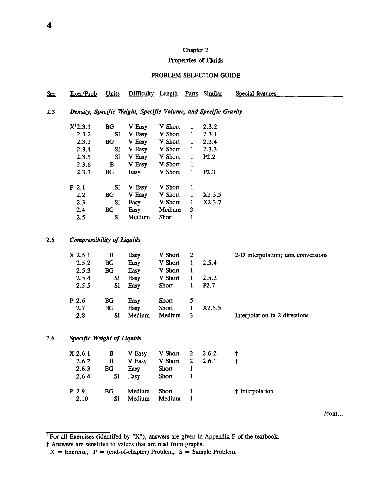 4
Chapter 2
Properties of Fluids
PROBLEM SELECTION GUIDE
Sec Exer/Prob Units Difficulty Length Parts Similar Special Features
2.3 Density, Specific Weight, Specific Volume, and Specific Gravity
X¹2.3.1 BG V Easy V Short 1 2.3.2
2.3.2 SI V Easy V Short 1 2.3.1
2.3.3 BG V Easy V Short 1 2.3.4
2.3.4 SI V Easy V Short 1 2.3.3
2.3.5 SI V Easy V Short 1 P2.2
2.3.6 B V Easy V Short 1
2.3.7 BG Easy V Short 1 P2.3
P 2.1 SI V Easy V Short 1
2.2 BG V Easy V Short 1 X2.3.5
2.3 SI Easy V Short 1 X2.3.7
2.4 BG Easy Medium 3
2.5 SI Medium Short 1
2.5 Compressibility of Liquids
X 2.5.1 B Easy V Short 2 2-D interpolation; unit conversions
2.5.2 BG Easy V Short 1 2.5.4
2.5.3 BG Easy V Short 1
2.5.4 SI Easy V Short 1 2.5.2
2.5.5 SI Easy Short 1 P2.7
P 2.6 BG Easy Short 5
2.7 BG Easy Short 1 X2.5.5
2.8 SI Medium Medium 3 Interpolation in 2 directions
2.6 Specific Weight of Liquids
X 2.6.1 B V Easy V Short 2 2.6.2 †
2.6.2 B V Easy V Short 2 2.6.1 †
2.6.3 BG Easy Short 1
2.6.4 SI Easy Short 1
P 2.9 BG Medium Short 1 † Interpolation
2.10 SI Medium Medium 1
/cont...
¹ For all Exercises (identified by "X"), answers are given in Appendix F of the textbook.
† Answers are sensitive to values that are read from graphs.
X = Exercise, P = (end-of-chapter) Problem, S = Sample Problem.